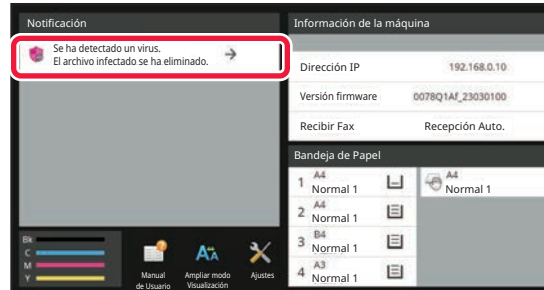 Notificación
Se ha detectado un virus.
El archivo infectado se ha eliminado.
Información de la máquina
Dirección IP 192.168.0.10
Versión firmware 0078Q1Af_23030100
Recibir Fax Recepción Auto.
Bandeja de Papel
1 A4
Normal 1
A4
Normal 1
2 A4
Normal 1
3 B4
Normal 1
4 A3
Normal 1
Bk
C
M
Y
Manual
de Usuario
Ampliar modo
Visualización
Ajustes